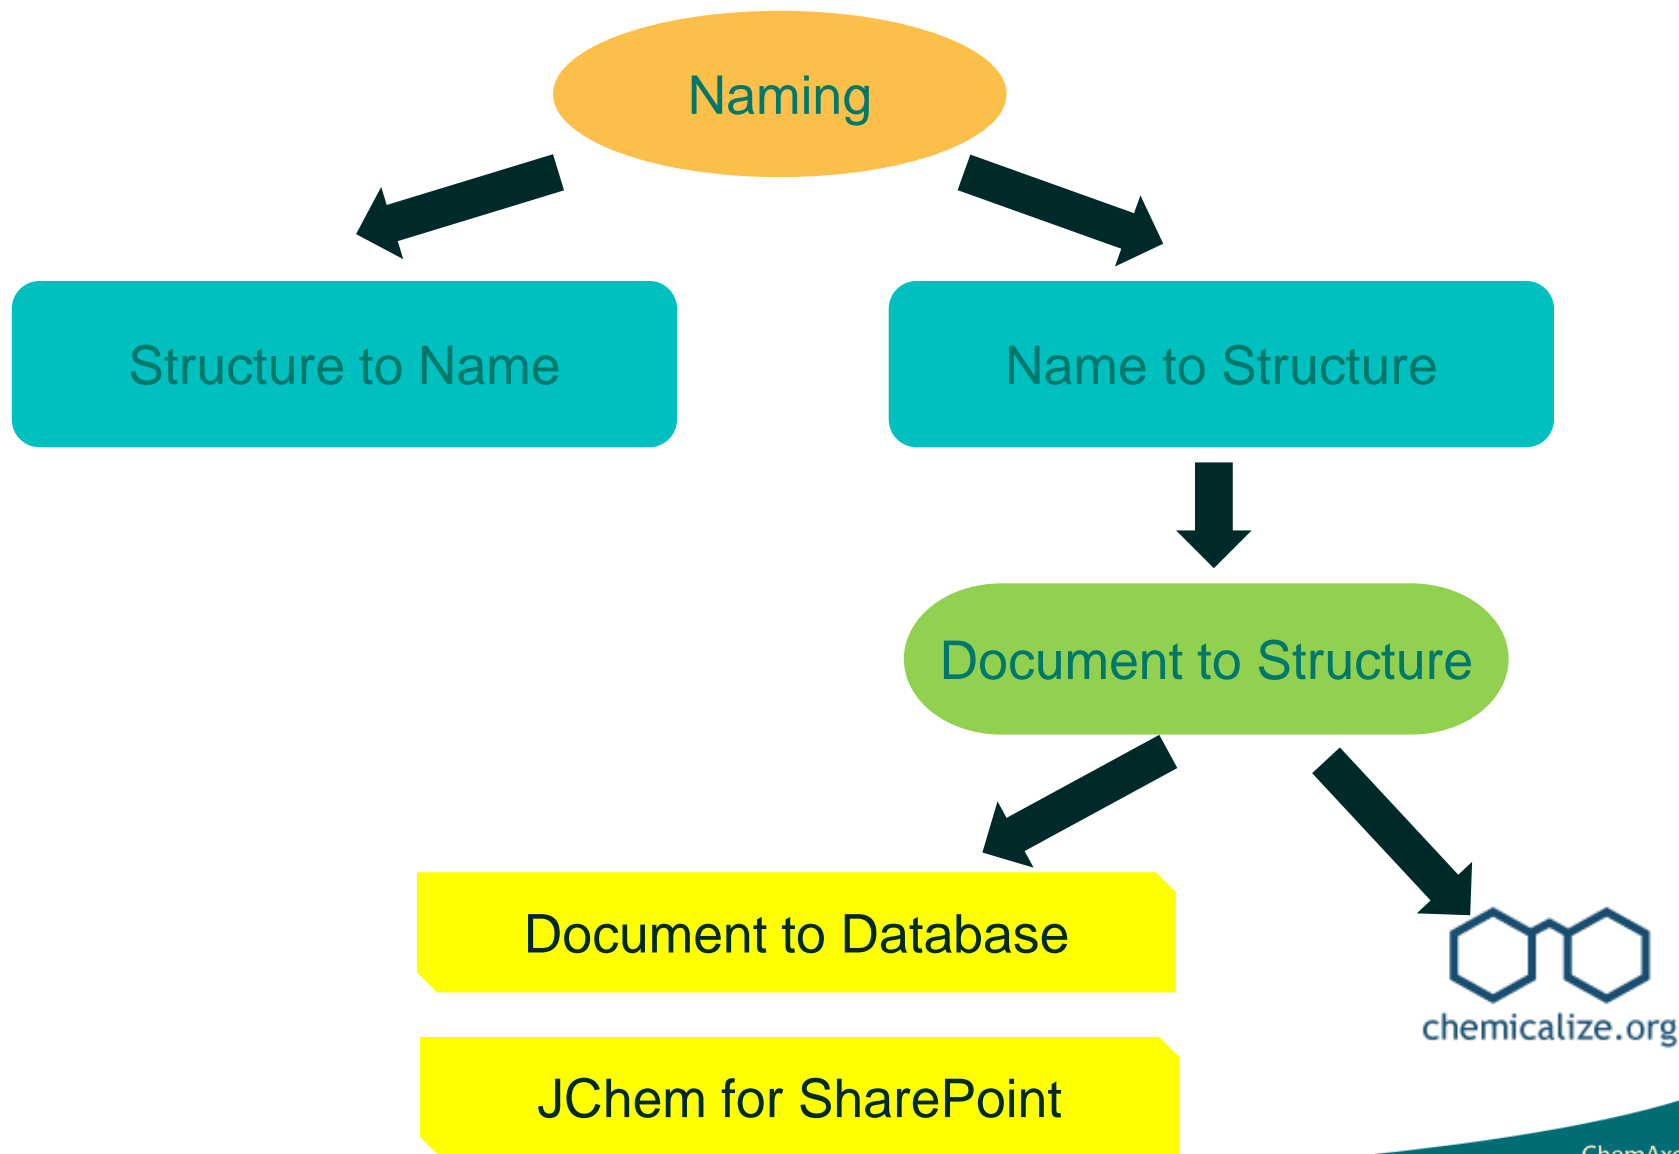 Naming
Structure to Name
Name to Structure
Document to Structure
Document to Database
chemicalize.org
JChem for SharePoint